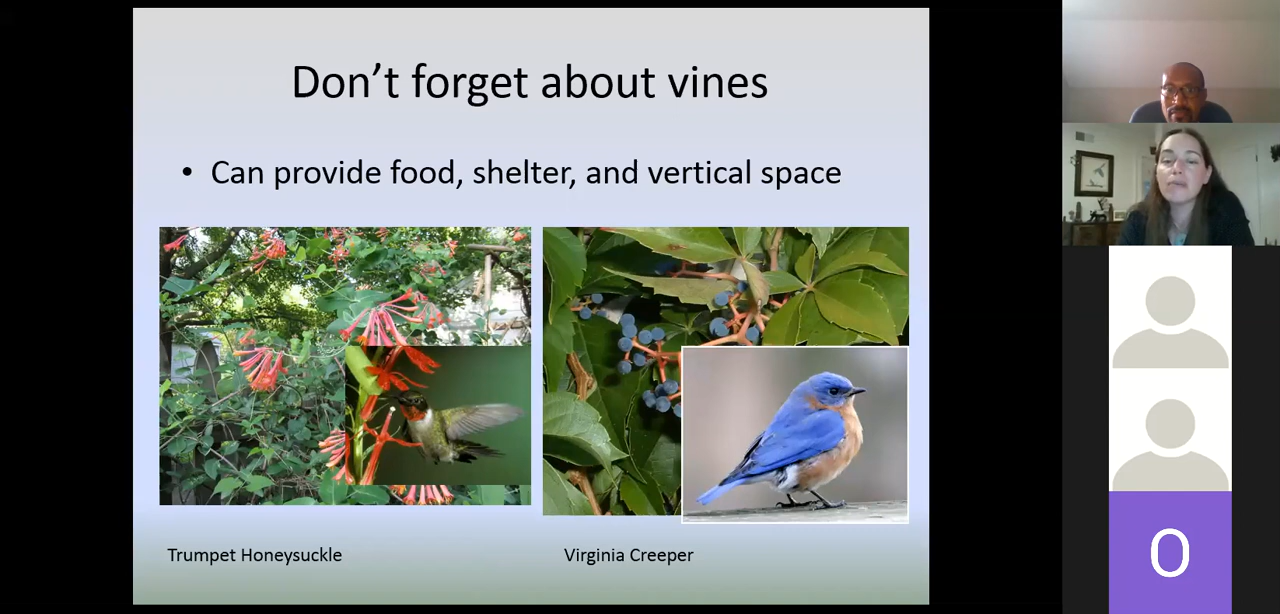 Don't forget about vines
• Can provide food, shelter, and vertical space
Trumpet Honeysuckle
Virginia Creeper
O